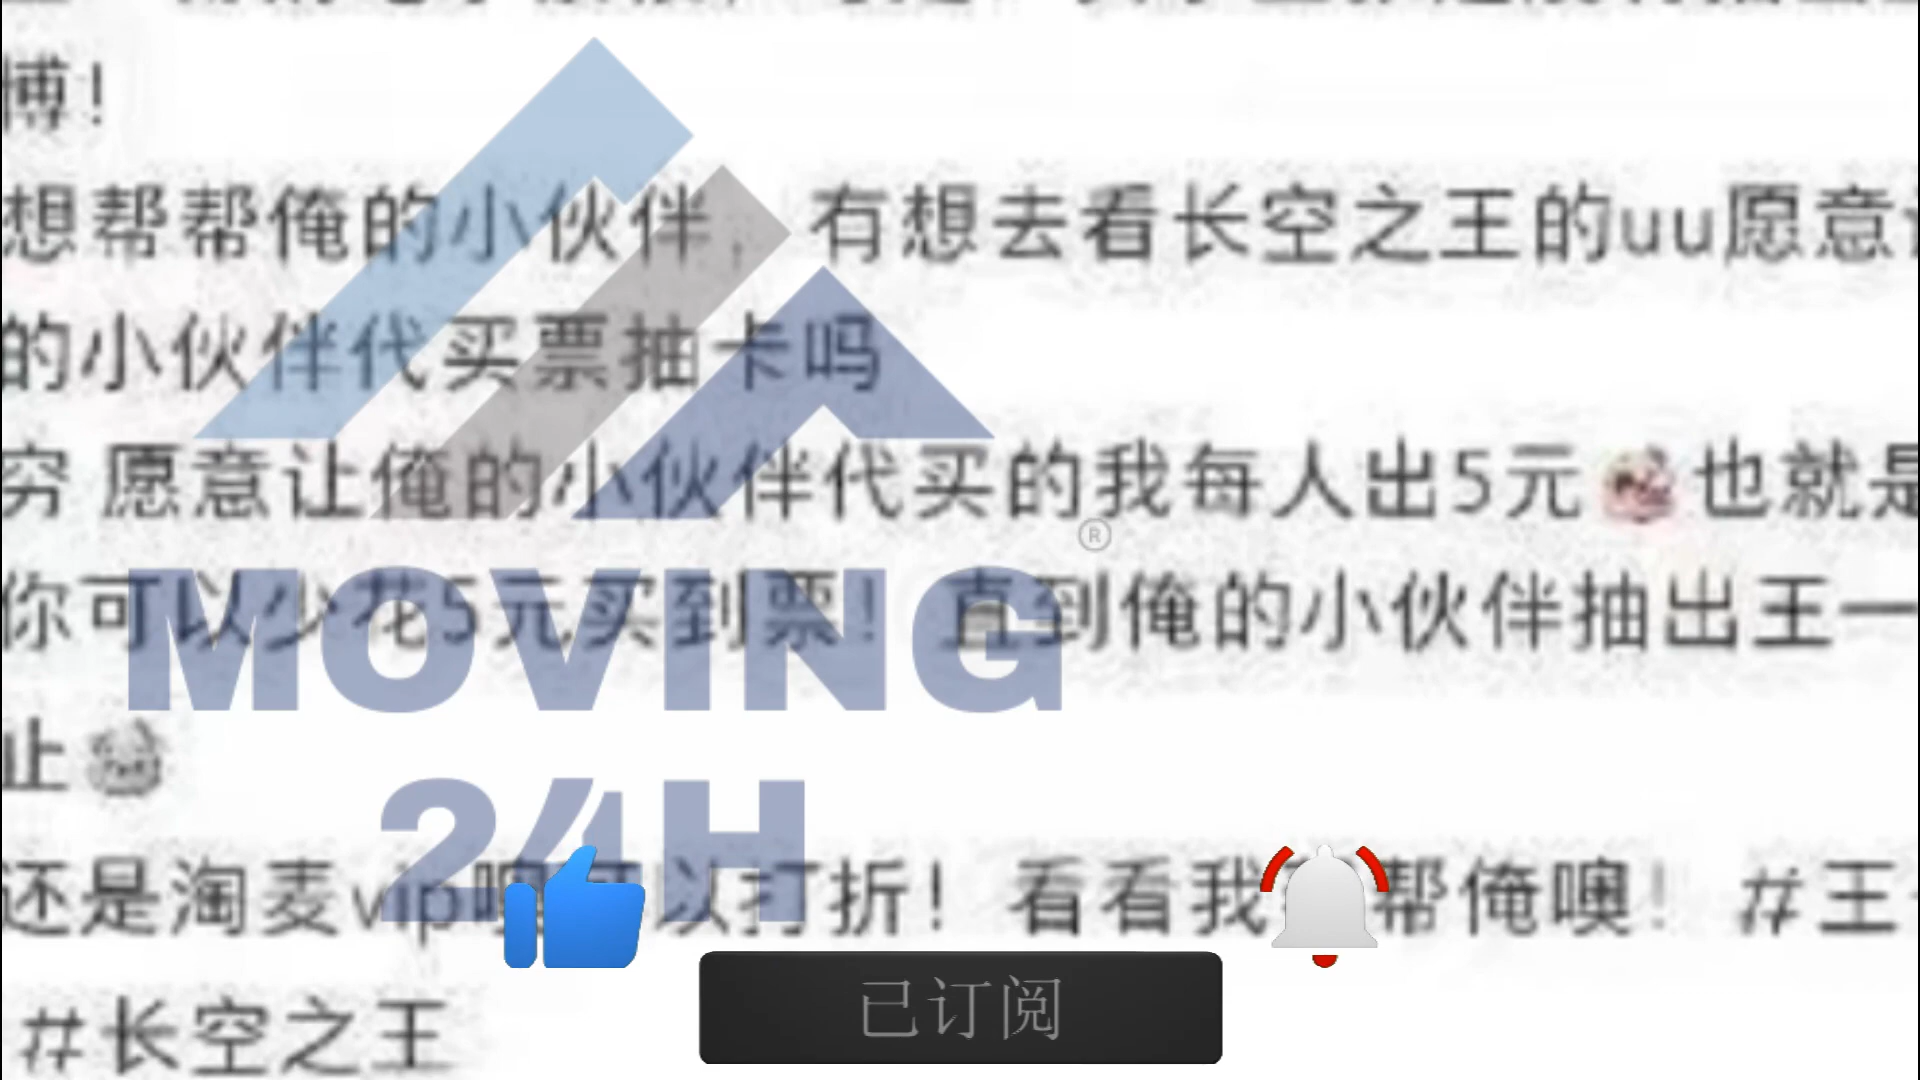 博！
想帮帮俺的小伙伴，有想去看长空之王的uu愿意
的小伙伴代买票抽卡吗
穷 愿意让俺的小伙伴代买的我每人出5元 也就是
你可以少花5元买到票！直到俺的小伙伴抽出王一
止
还是淘麦vip 可以打折！看看我 帮俺噢！#王
#长空之王
®
MOVING
24H
已订阅